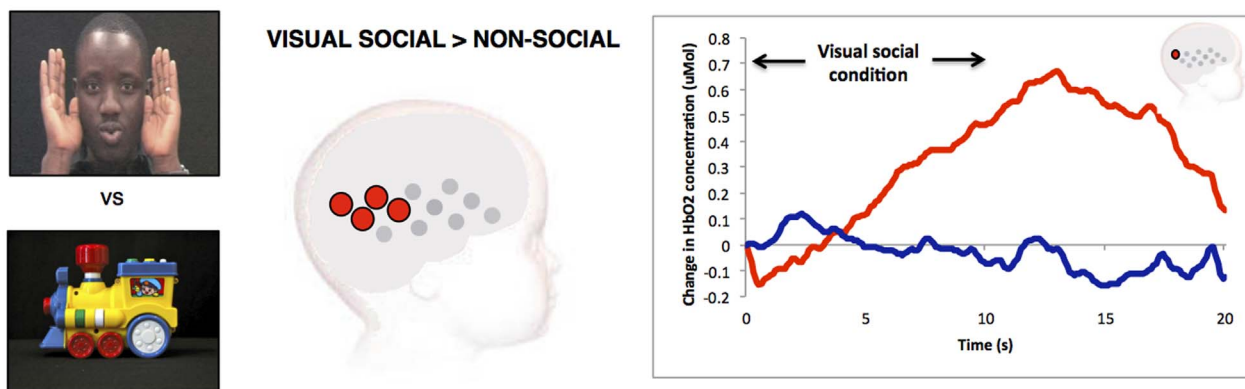 VISUAL SOCIAL > NON-SOCIAL
VS
Change in HbO2 concentration (uMol)
0.8
0.7
0.6
0.5
0.4
0.3
0.2
0.1
0
-0.1
-0.2
Visual social
condition
0 5 10 15 20
Time (s)